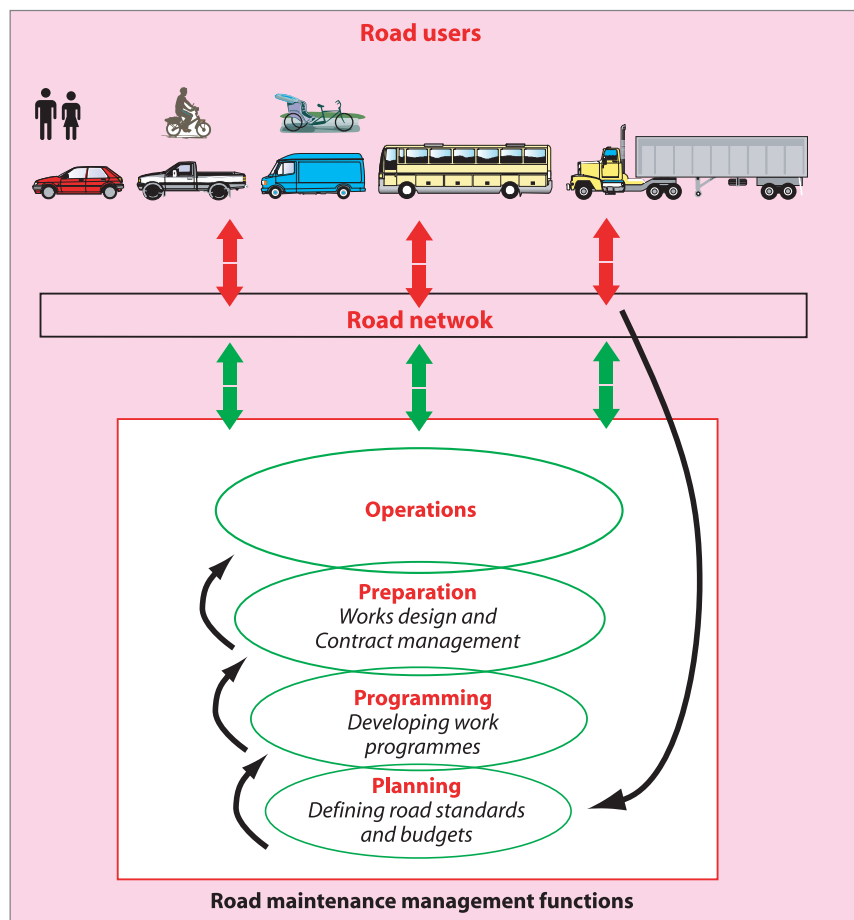 Road users
Road netwok
Operations
Preparation
Works design and
Contract management
Programming
Developing work
programmes
Planning
Defining road standards
and budgets
Road maintenance management functions